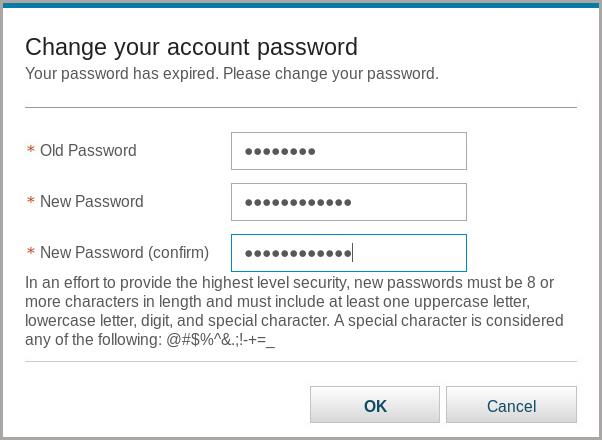 Change your account password
Your password has expired. Please change your password.
* Old Password ●●●●●●●●
* New Password ●●●●●●●●●●●●
* New Password (confirm) ●●●●●●●●●●●●
In an effort to provide the highest level security, new passwords must be 8 or
more characters in length and must include at least one uppercase letter,
lowercase letter, digit, and special character. A special character is considered
any of the following: @#$%^&.;!-+=_
OK Cancel